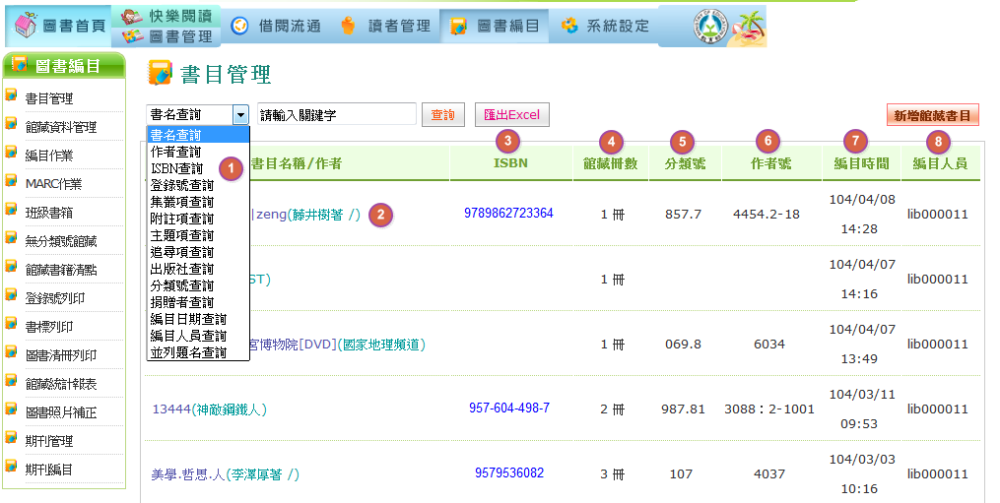 圖書首頁
快樂閱讀
圖書管理
借閱流通
讀者管理
圖書編目
系統設定
圖書編目
書目管理
館藏資料管理
編目作業
MARC作業
班級書箱
無分類號館藏
館藏書籍清點
登錄號列印
書標列印
圖書清冊列印
館藏統計報表
圖書照片補正
期刊管理
期刊編目
書目管理
書名查詢 請輸入關鍵字 查詢 匯出Excel 新增館藏書目
書名查詢
作者查詢
ISBN查詢
登錄號查詢
集叢項查詢
附註項查詢
主題項查詢
追尋項查詢
出版社查詢
分類號查詢
捐贈者查詢
編目日期查詢
編目人員查詢
並列題名查詢
1
2
3 4 5 6 7 8
書目名稱/作者 ISBN 館藏冊數 分類號 作者號 編目時間 編目人員
zeng(藤井樹著 /) 9789862723364 1 冊 857.7 4454.2-18 104/04/08 14:28 lib000011
ST) 1 冊 104/04/07 14:16 lib000011
宮博物院[DVD](國家地理頻道) 1 冊 069.8 6034 104/04/07 13:49 lib000011
13444(神敵鋼鐵人) 957-604-498-7 2 冊 987.81 3088：2-1001 104/03/11 09:53 lib000011
美學.哲思.人(李澤厚著 /) 9579536082 3 冊 107 4037 104/03/03 10:16 lib000011